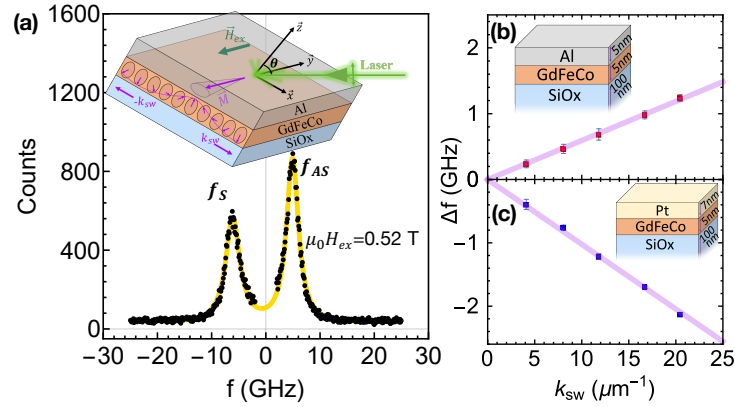 (a)
Counts
1600
1200
800
400
0
−30
−20
−10
0
10
20
30
f (GHz)
H⃗ex
z⃗
θ
y⃗
x⃗
Laser
M⃗
-ksw
ksw
Al
GdFeCo
SiOx
fS
fAS
μ0Hex=0.52 T
(b)
2
1
0
Al
GdFeCo
SiOx
5nm
5nm
100 nm
Δf (GHz)
(c)
−1
−2
Pt
GdFeCo
SiOx
7nm
5nm
100 nm
0
5
10
15
20
25
ksw (μm−1)